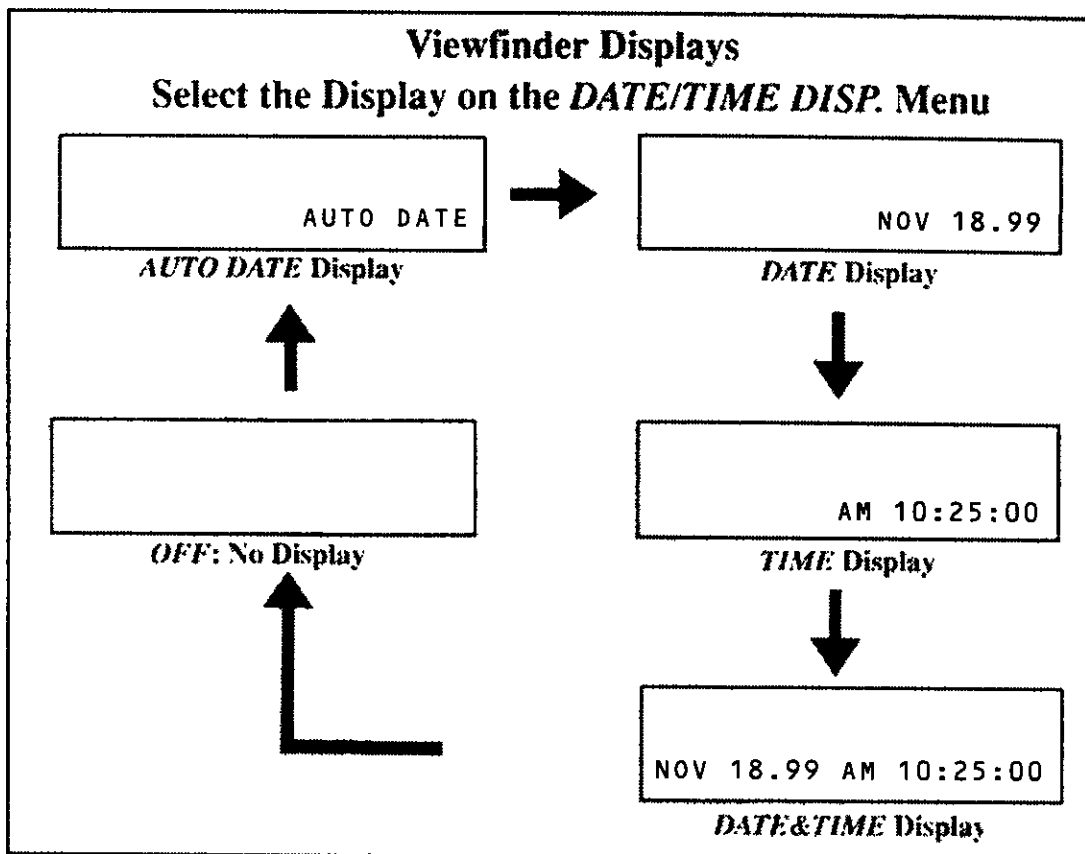 Viewfinder Displays
Select the Display on the DATE/TIME DISP. Menu
AUTO DATE
AUTO DATE Display
NOV 18.99
DATE Display
OFF: No Display
AM 10:25:00
TIME Display
NOV 18.99 AM 10:25:00
DATE&TIME Display